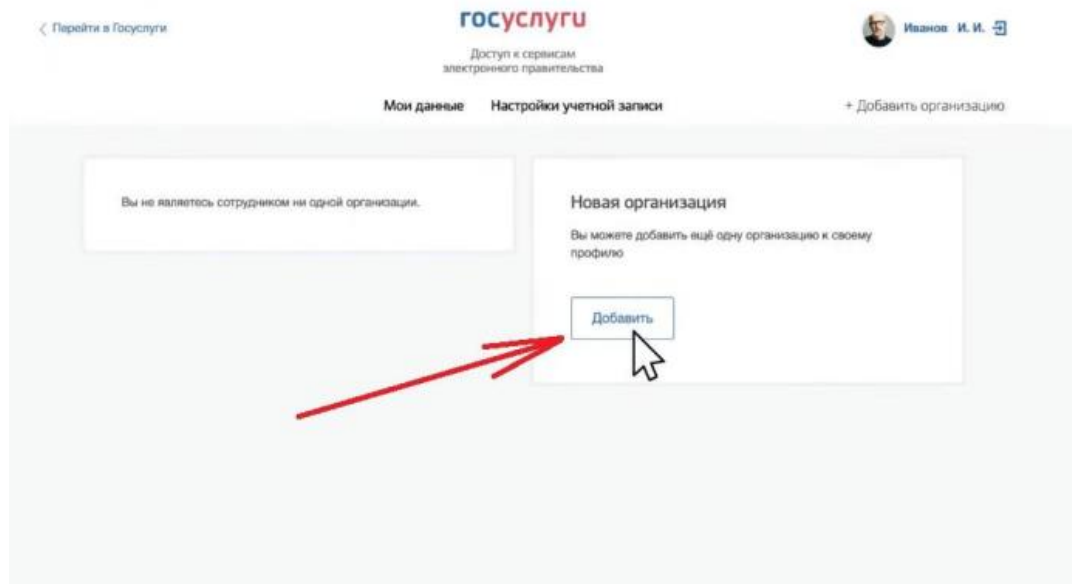 Перейти в Госуслуги
госуслуги
Иванов И. И.
Доступ к сервисам
электронного правительства
Мои данные
Настройки учетной записи
+ Добавить организацию
Вы не являетесь сотрудником ни одной организации.
Новая организация
Вы можете добавить ещё одну организацию к своему
профилю
Добавить